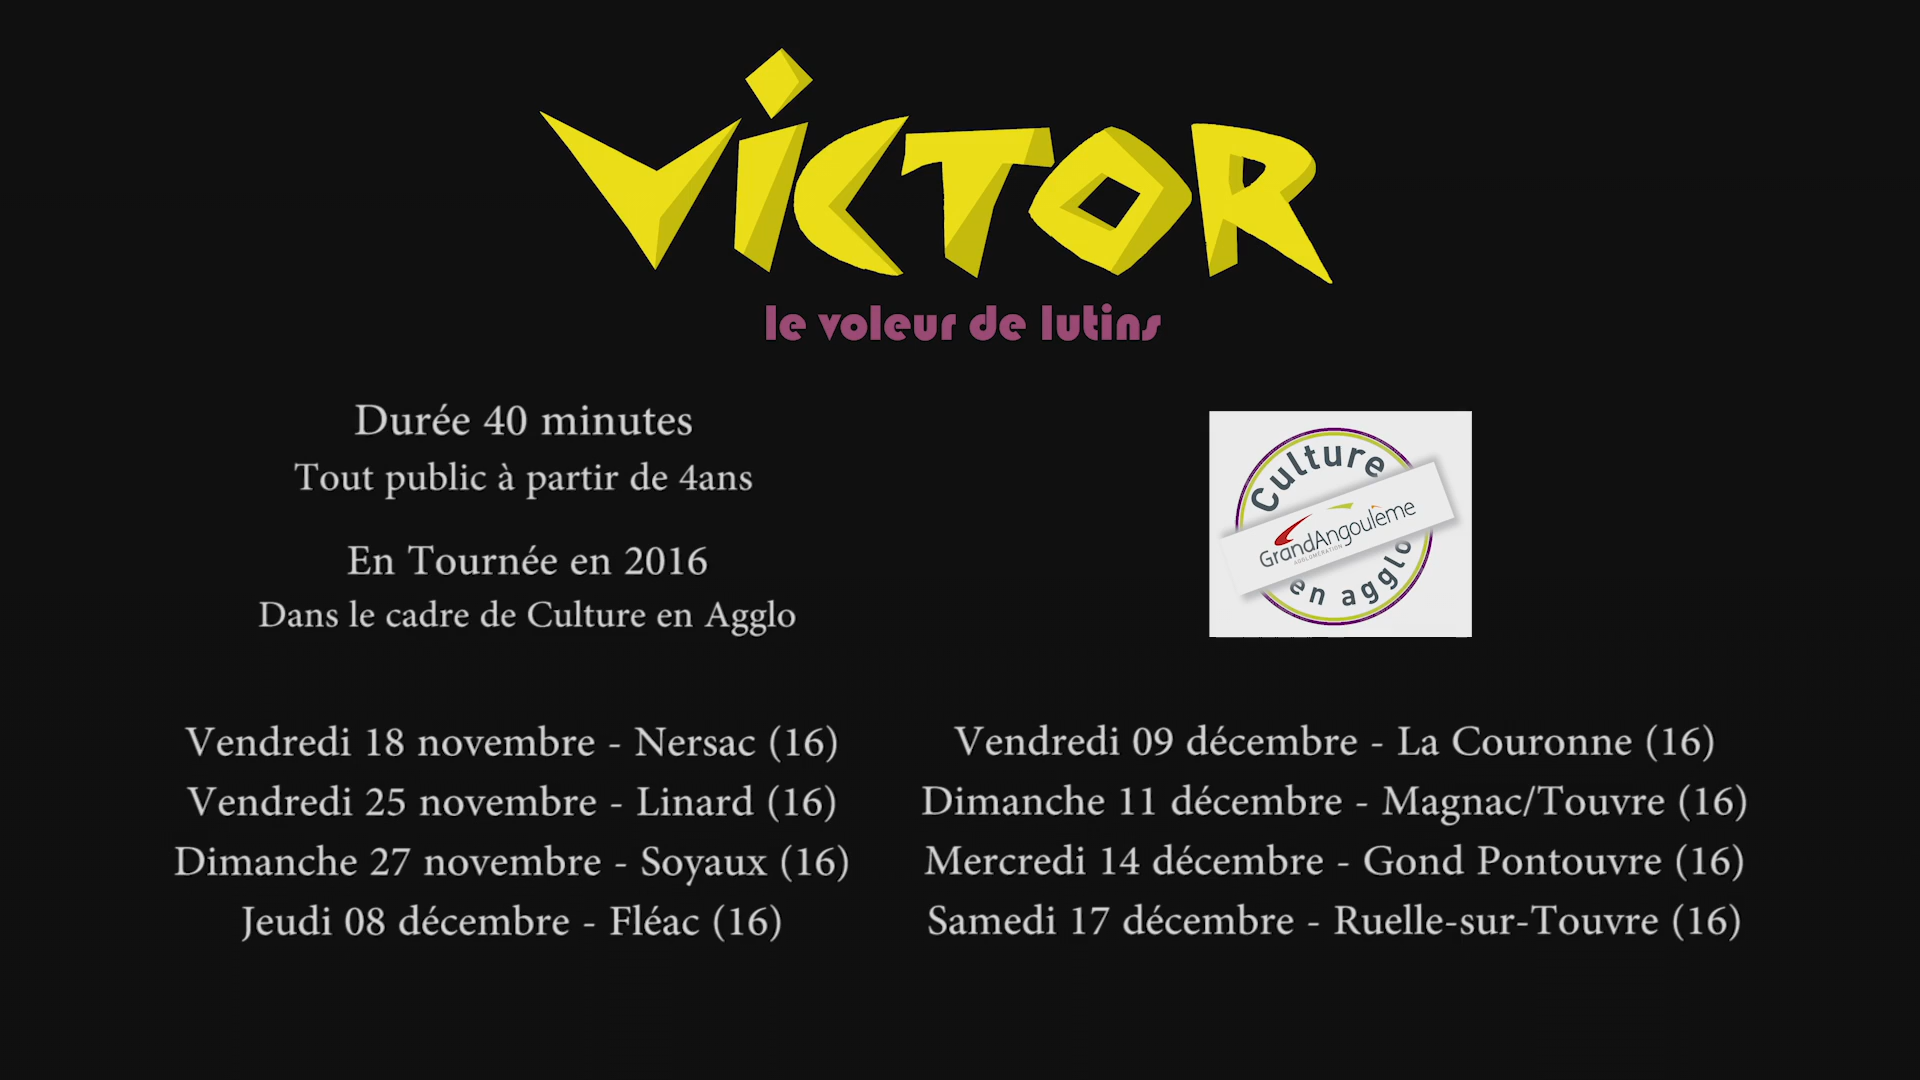 VICTOR
le voleur de lutins
Durée 40 minutes
Tout public à partir de 4ans
En Tournée en 2016
Dans le cadre de Culture en Agglo
Culture
GrandAngoulême
AGGLOMÉRATION
en agglo
Vendredi 18 novembre - Nersac (16)
Vendredi 25 novembre - Linard (16)
Dimanche 27 novembre - Soyaux (16)
Jeudi 08 décembre - Fléac (16)
Vendredi 09 décembre - La Couronne (16)
Dimanche 11 décembre - Magnac/Touvre (16)
Mercredi 14 décembre - Gond Pontouvre (16)
Samedi 17 décembre - Ruelle-sur-Touvre (16)